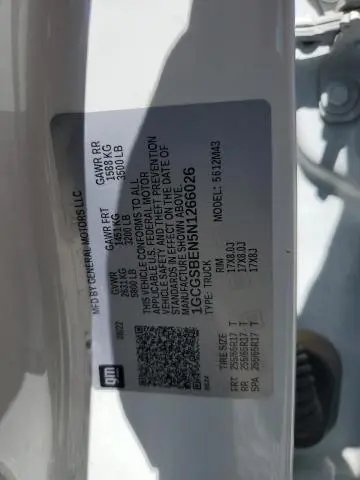 MFD BY GENERAL MOTORS LLC
gm
08/22
GVWR
2631 KG
5800 LB
GAWR FRT
1451 KG
3200 LB
GAWR RR
1588 KG
3500 LB
THIS VEHICLE CONFORMS TO ALL
APPLICABLE U.S. FEDERAL MOTOR
VEHICLE SAFETY AND THEFT PREVENTION
STANDARDS IN EFFECT ON THE DATE OF
MANUFACTURE SHOWN ABOVE.
1GCGSBEN5N1266026
TYPE: TRUCK
MODEL: 5612M43
TIRE SIZE RIM
FRT 255/65R17 T 17X8.0J
RR 255/65R17 T 17X8.0J
SPA 265/65R17 T 17X8J